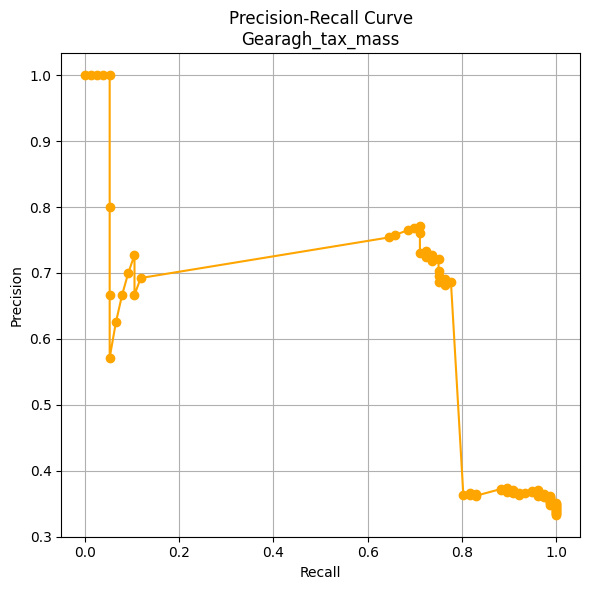 Precision-Recall Curve
Gearagh_tax_mass
1.0
0.9
0.8
0.7
0.6
0.5
0.4
0.3
Precision
0.0 0.2 0.4 0.6 0.8 1.0
Recall